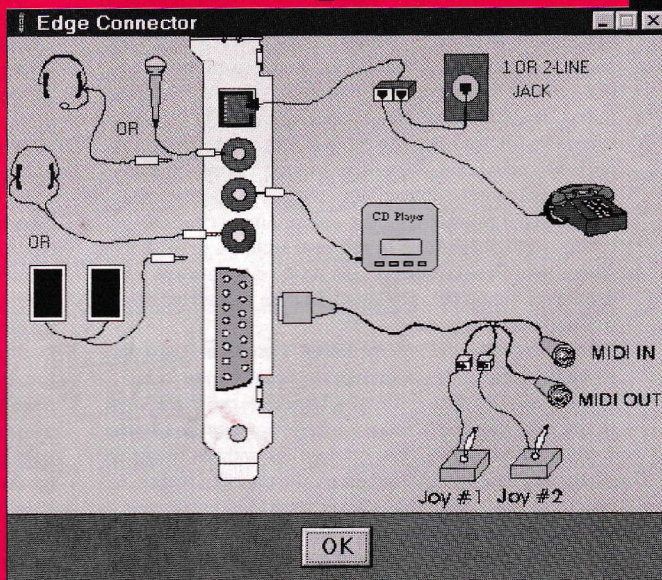 Edge Connector
1 OR 2-LINE
JACK
OR
CD Player
OR
MIDI IN
MIDI OUT
Joy #1 Joy #2
OK